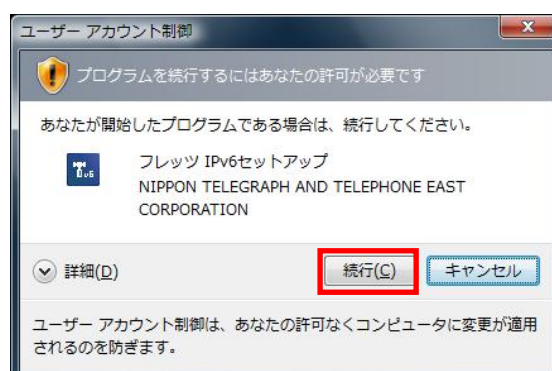 ユーザー アカウント制御
プログラムを続行するにはあなたの許可が必要です
あなたが開始したプログラムである場合は、続行してください。
フレッツ IPv6セットアップ
NIPPON TELEGRAPH AND TELEPHONE EAST
CORPORATION
詳細(D) 続行(C) キャンセル
ユーザー アカウント制御は、あなたの許可なくコンピュータに変更が適用
されるのを防ぎます。